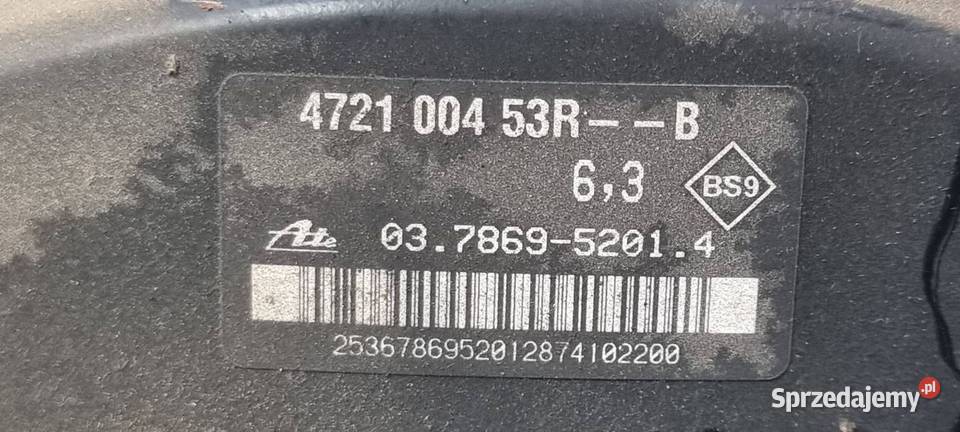 4721 004 53R - - B
6,3
BS9
Ate 03.7869-5201.4
2536786952012874102200
Sprzedajemy.pl